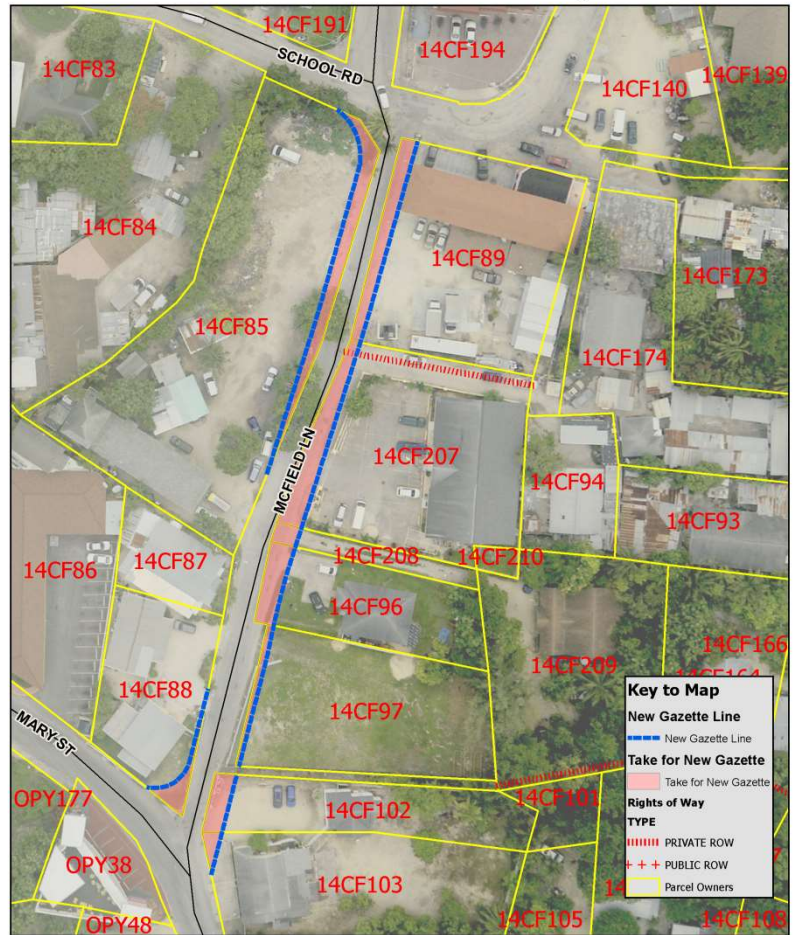 14CF191
SCHOOL RD
14CF194
14CF83
14CF140
14CF139
14CF84
14CF89
14CF173
14CF85
14CF174
MCFIELD LN
14CF207
14CF94
14CF93
14CF86
14CF87
14CF208
14CF210
14CF96
14CF166
14CF209
14CF88
14CF97
MARY ST
OPY177
14CF101
14CF102
OPY38
14CF103
14CF105
14CF108
OPY48
Key to Map
New Gazette Line
New Gazette Line
Take for New Gazette
Take for New Gazette
Rights of Way
TYPE
PRIVATE ROW
PUBLIC ROW
Parcel Owners